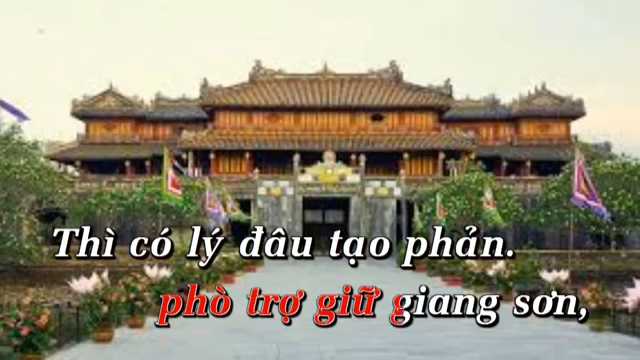 Thì có lý đâu tạo phản.
phò trợ giữ giang sơn,